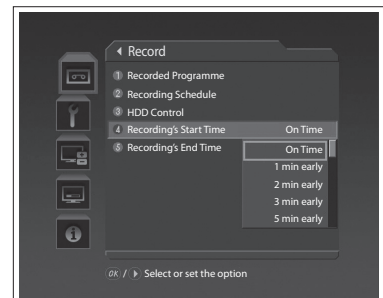 Record
1 Recorded Programme
2 Recording Schedule
3 HDD Control
4 Recording's Start Time On Time
5 Recording's End Time On Time
1 min early
2 min early
3 min early
5 min early
OK / Select or set the option